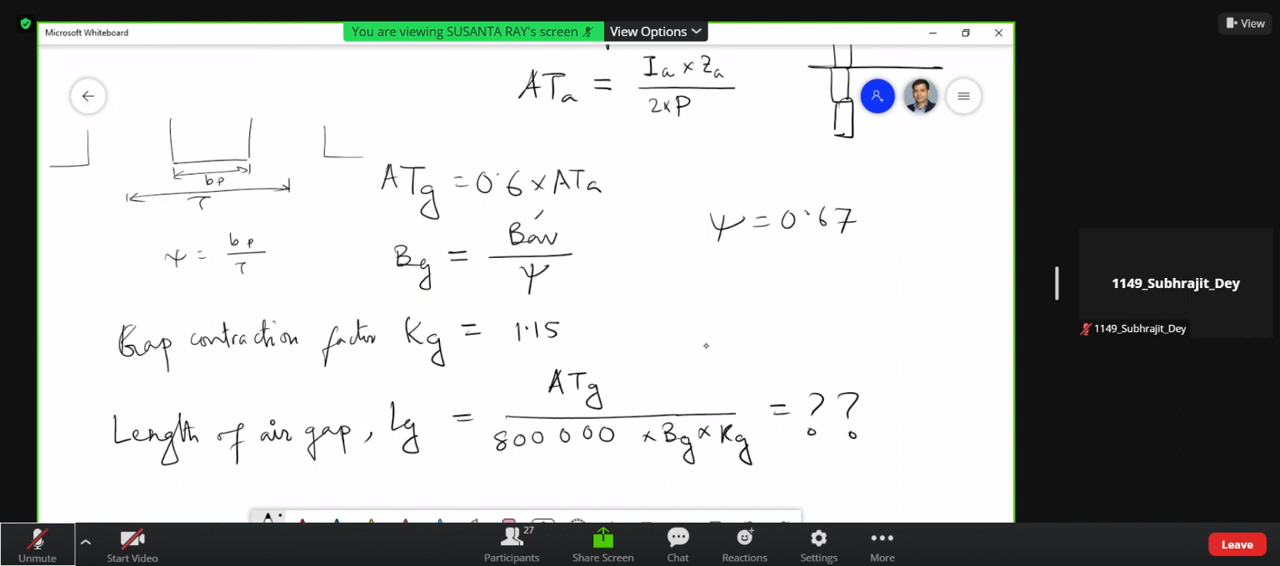 View
Microsoft Whiteboard
You are viewing SUSANTA RAY's screen
View Options
ATa = Ia × Za / 2×P
bp
τ
ATg = 0.6 × ATa
ψ = 0.67
ψ = bp / τ
Bg = Bav / ψ
Gap contraction factor Kg = 1.15
Length of air gap, Lg = ATg / 800000 × Bg × Kg = ??
1149_Subhrajit_Dey
1149_Subhrajit_Dey
Unmute
Start Video
27
Participants
Share Screen
Chat
Reactions
Settings
More
Leave